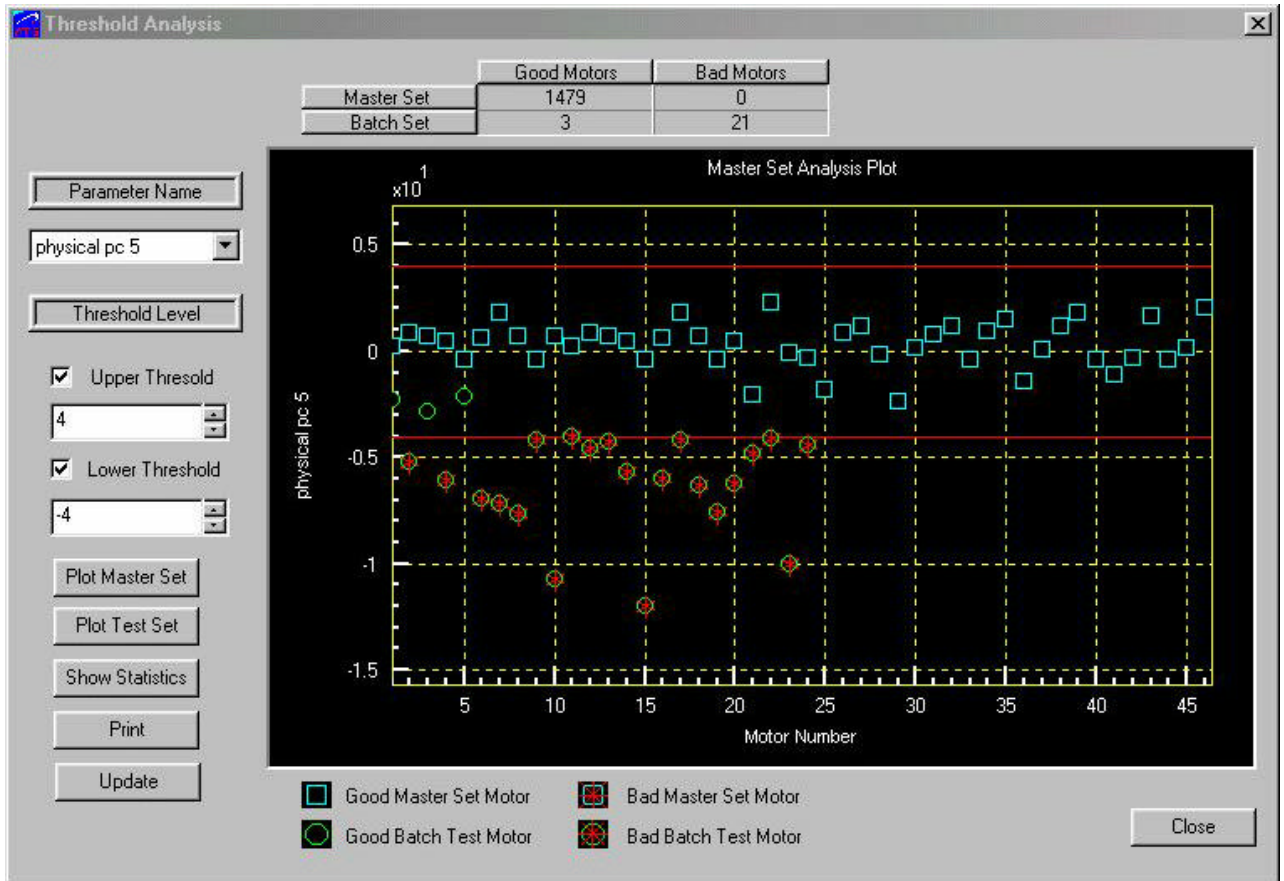 Threshold Analysis
Good Motors Bad Motors
Master Set 1479 0
Batch Set 3 21
Parameter Name
physical pc 5
Threshold Level
Upper Thresold
4
Lower Threshold
-4
Plot Master Set
Plot Test Set
Show Statistics
Print
Update
Master Set Analysis Plot
1
x10
0.5
0
-0.5
-1
-1.5
physical pc 5
5 10 15 20 25 30 35 40 45
Motor Number
Good Master Set Motor Bad Master Set Motor
Good Batch Test Motor Bad Batch Test Motor
Close